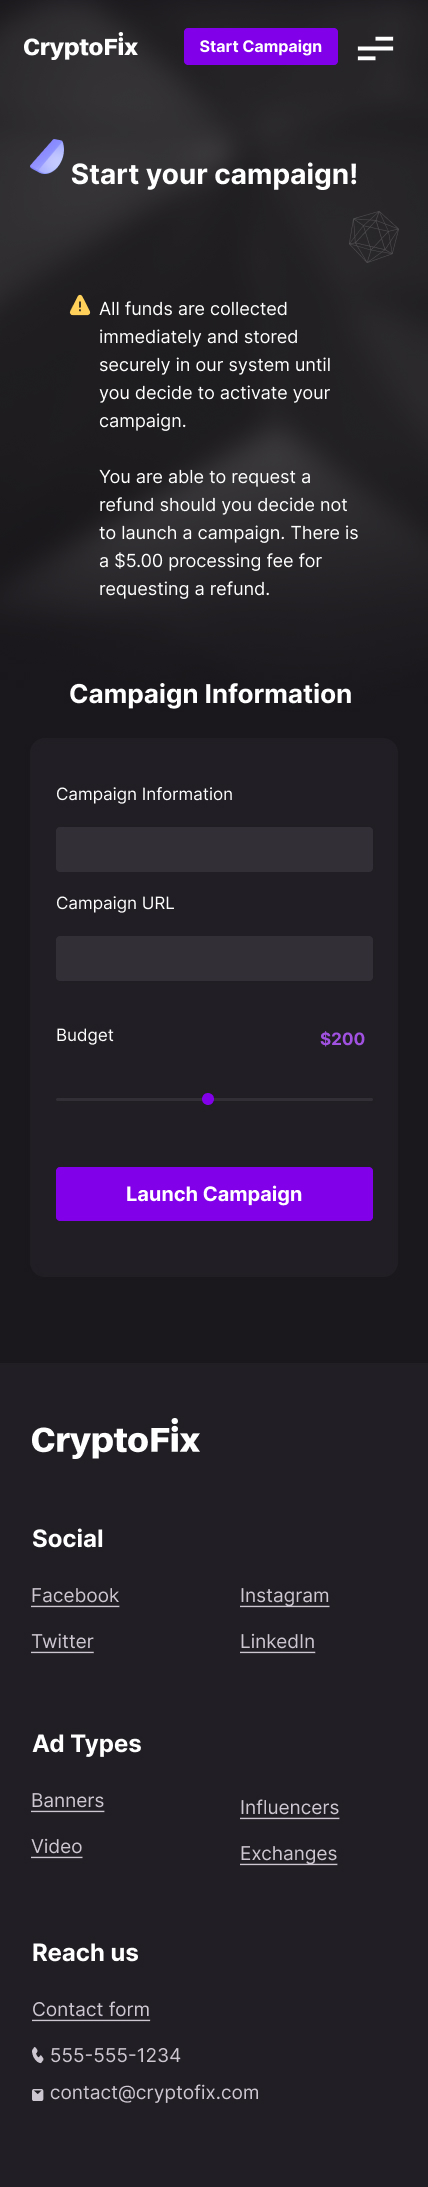 CryptoFix
Start Campaign
Start your campaign!
All funds are collected
immediately and stored
securely in our system until
you decide to activate your
campaign.
You are able to request a
refund should you decide not
to launch a campaign. There is
a $5.00 processing fee for
requesting a refund.
Campaign Information
Campaign Information
Campaign URL
Budget
$200
Launch Campaign
CryptoFix
Social
Facebook
Instagram
Twitter
LinkedIn
Ad Types
Banners
Influencers
Video
Exchanges
Reach us
Contact form
555-555-1234
contact@cryptofix.com